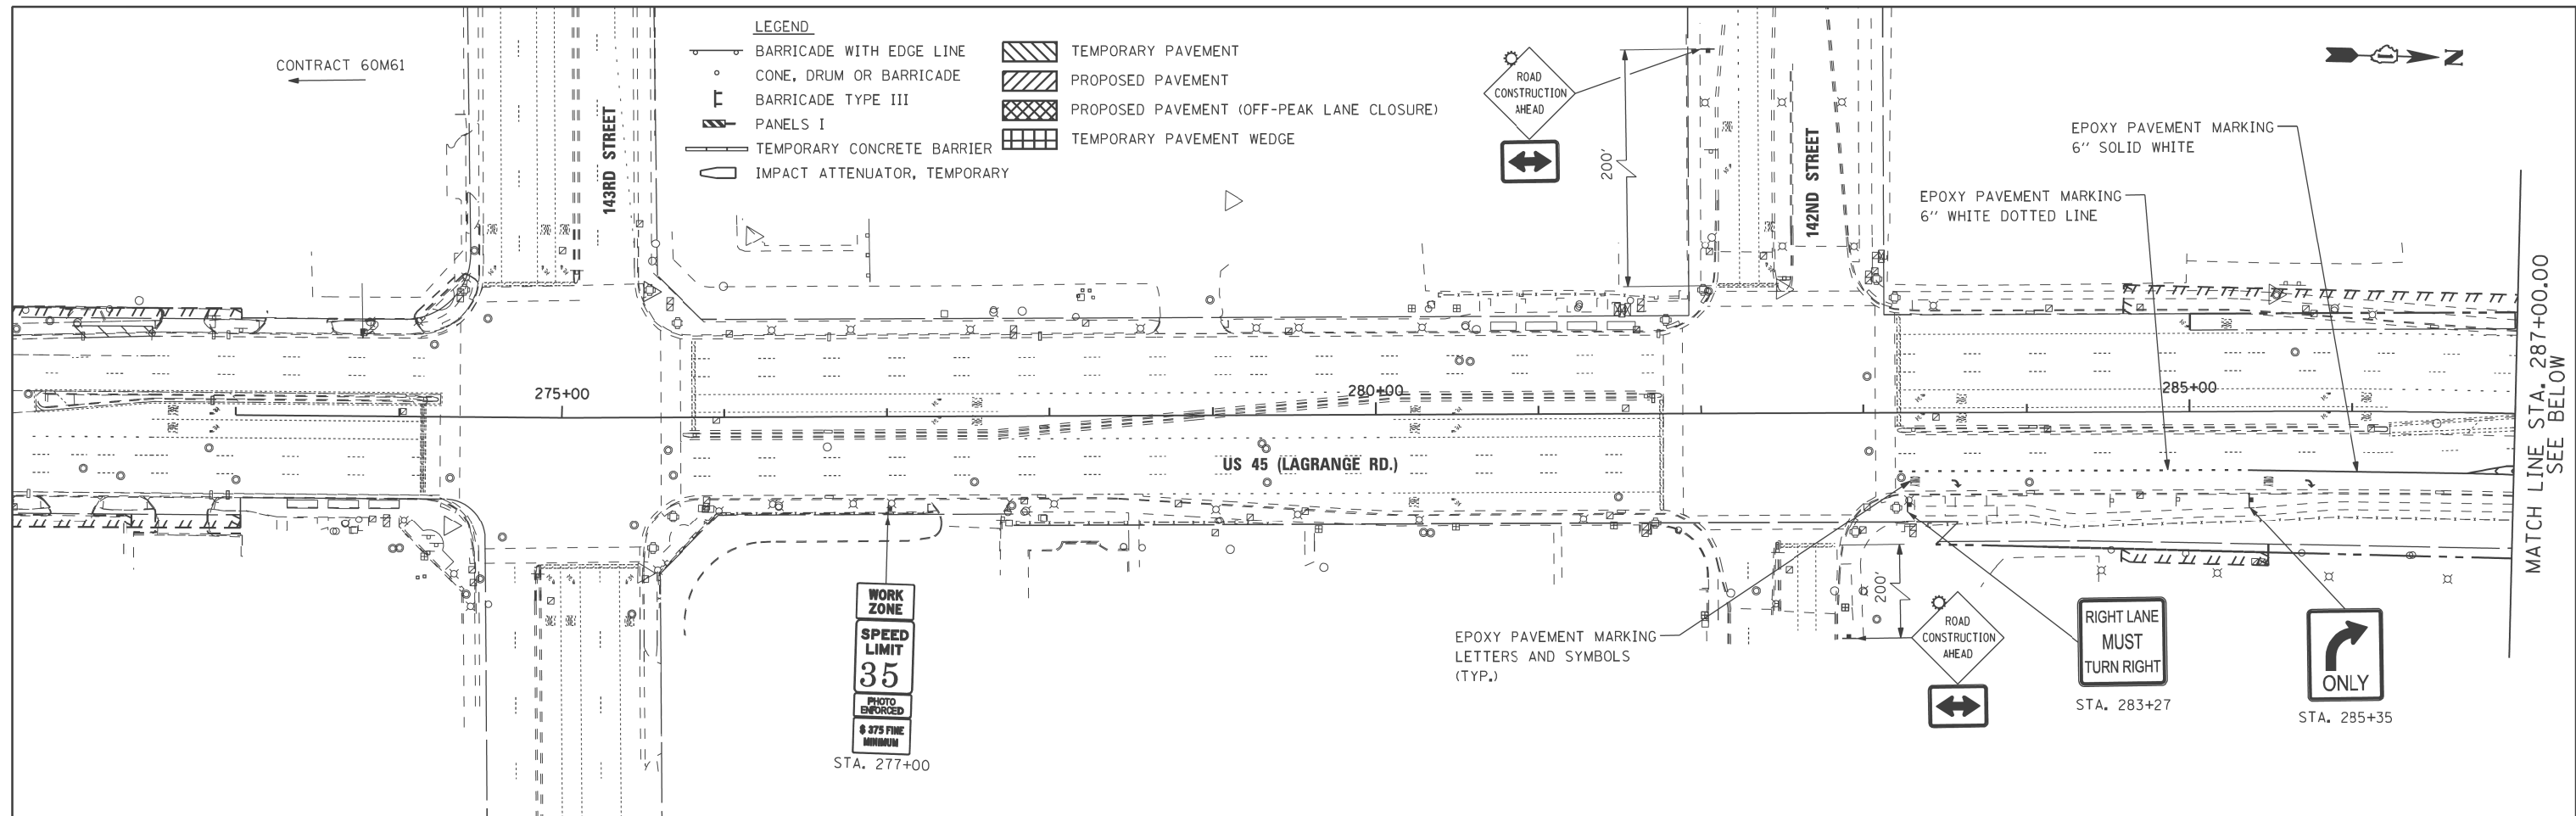 LEGEND
BARRICADE WITH EDGE LINE
CONE, DRUM OR BARRICADE
BARRICADE TYPE III
PANELS I
TEMPORARY CONCRETE BARRIER
IMPACT ATTENUATOR, TEMPORARY
TEMPORARY PAVEMENT
PROPOSED PAVEMENT
PROPOSED PAVEMENT (OFF-PEAK LANE CLOSURE)
TEMPORARY PAVEMENT WEDGE
CONTRACT 60M61
143RD STREET
ROAD
CONSTRUCTION
AHEAD
200'
142ND STREET
EPOXY PAVEMENT MARKING
6" SOLID WHITE
EPOXY PAVEMENT MARKING
6" WHITE DOTTED LINE
N
275+00
280+00
285+00
US 45 (LAGRANGE RD.)
MATCH LINE STA. 287+00.00
SEE BELOW
WORK
ZONE
SPEED
LIMIT
35
PHOTO
ENFORCED
$ 375 FINE
MINIMUM
STA. 277+00
EPOXY PAVEMENT MARKING
LETTERS AND SYMBOLS
(TYP.)
200'
ROAD
CONSTRUCTION
AHEAD
RIGHT LANE
MUST
TURN RIGHT
STA. 283+27
ONLY
STA. 285+35